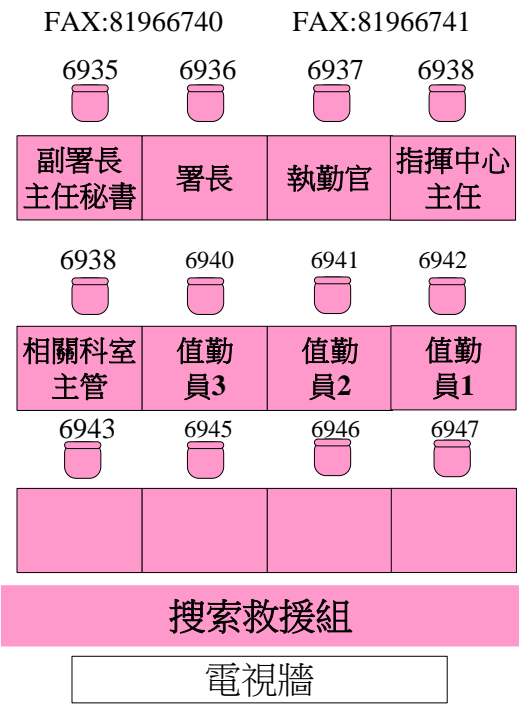 FAX:81966740 FAX:81966741
6935 6936 6937 6938
副署長 主任秘書 署長 執勤官 指揮中心 主任
6938 6940 6941 6942
相關科室 主管 值勤 員3 值勤 員2 值勤 員1
6943 6945 6946 6947
搜索救援組
電視牆